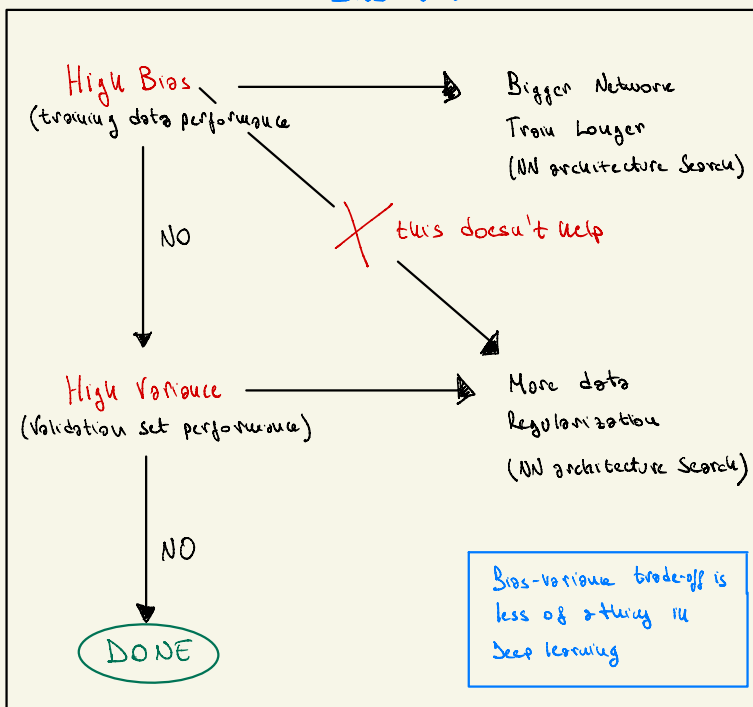 High Bias
(training data performance
Bigger Network
Train Longer
(NN architecture Search)
NO
this doesn't help
High Variance
(Validation set performance)
More data
Regularization
(NN architecture Search)
NO
DONE
Bias-variance trade-off is
less of a thing in
Deep learning